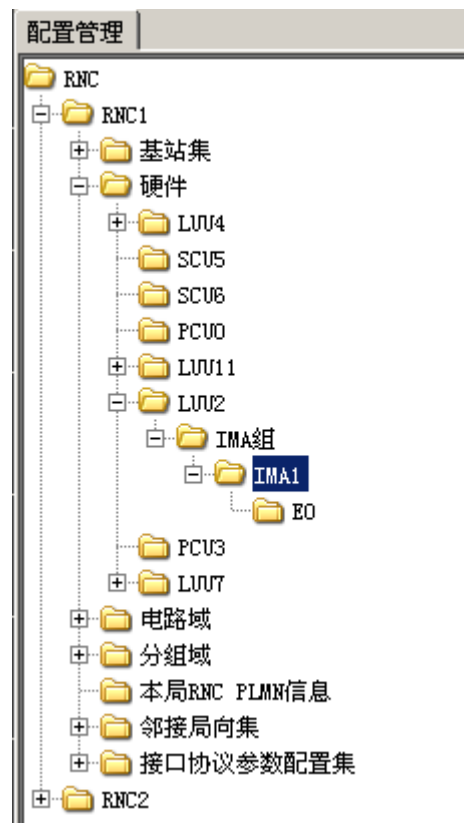 配置管理
RNC
RNC1
基站集
硬件
LUU4
SCU5
SCU6
PCU0
LUU11
LUU2
IMA组
IMA1
E0
PCU3
LUU7
电路域
分组域
本局RNC PLMN信息
邻接局向集
接口协议参数配置集
RNC2